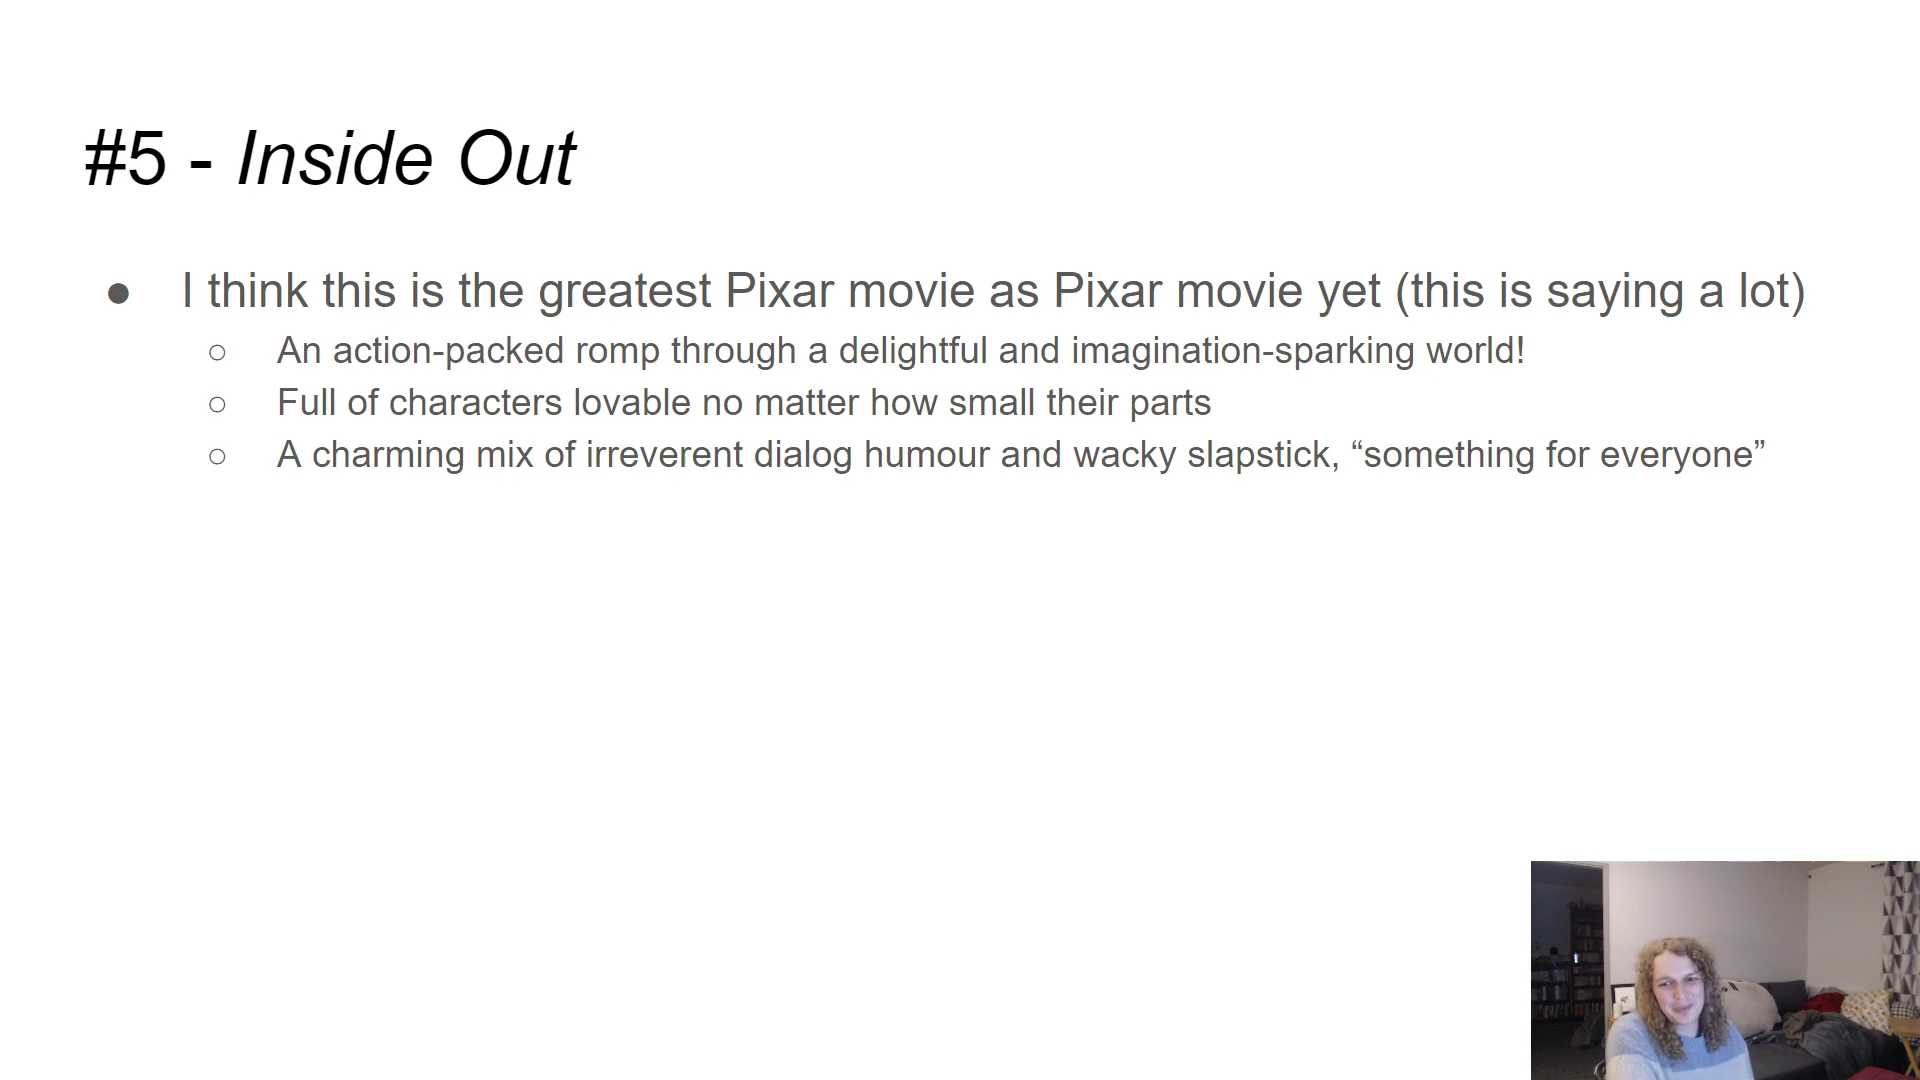 #5 - Inside Out
● I think this is the greatest Pixar movie as Pixar movie yet (this is saying a lot)
○ An action-packed romp through a delightful and imagination-sparking world!
○ Full of characters lovable no matter how small their parts
○ A charming mix of irreverent dialog humour and wacky slapstick, “something for everyone”